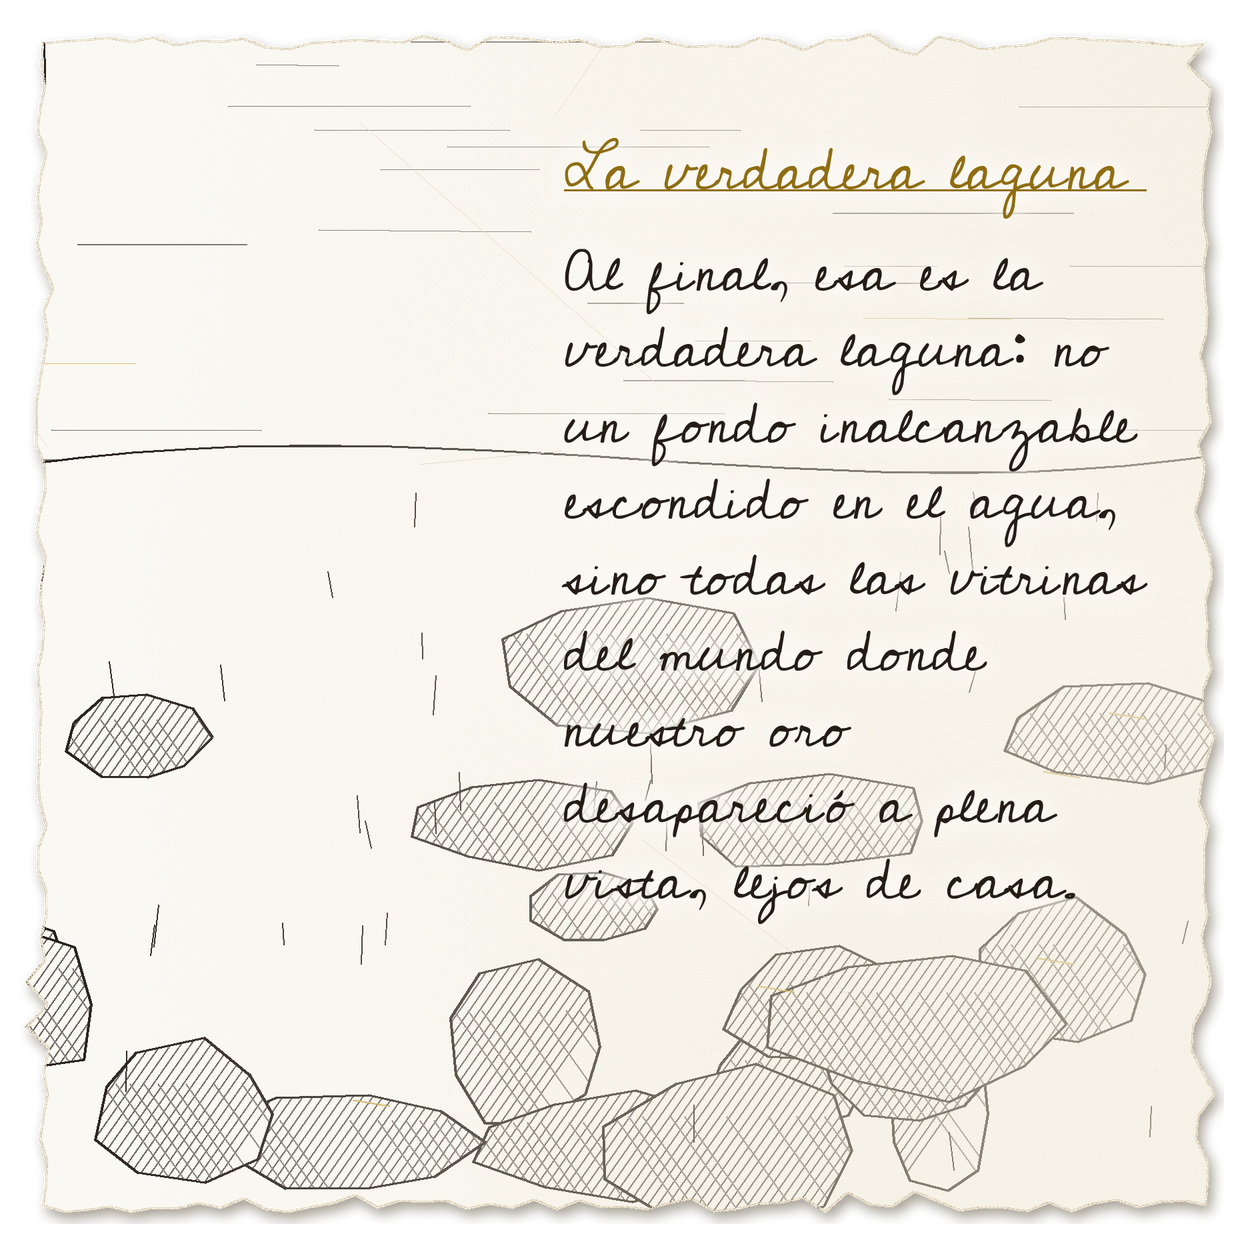 La verdadera laguna
Al final, esa es la
verdadera laguna: no
un fondo inalcanzable
escondido en el agua,
sino todas las vitrinas
del mundo donde
nuestro oro
desapareció a plena
vista, lejos de casa.